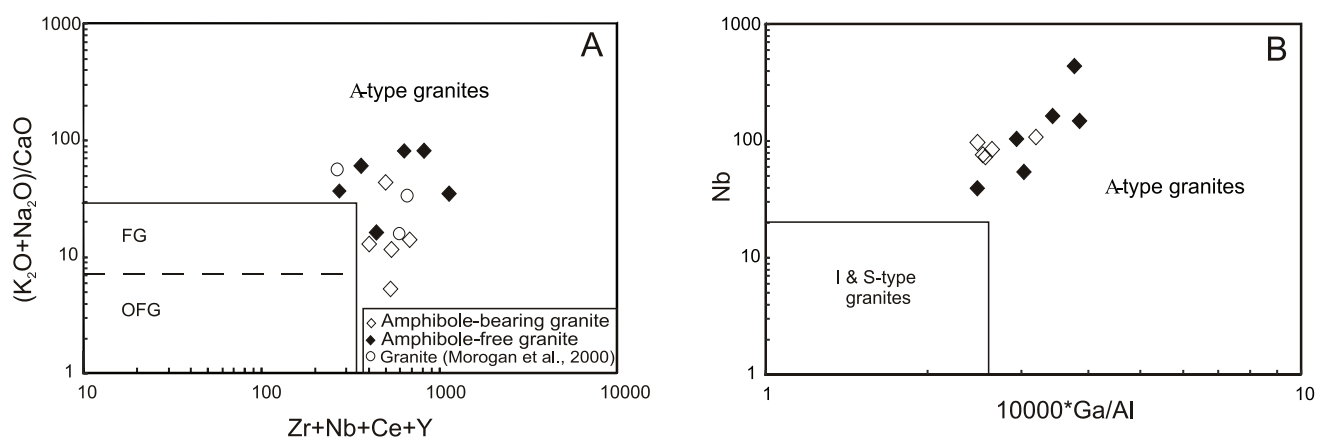 A
A-type granites
1000
100
10
1
(K₂O+Na₂O)/CaO
FG
OFG
Amphibole-bearing granite
Amphibole-free granite
Granite (Morogan et al., 2000)
10
100
1000
10000
Zr+Nb+Ce+Y
B
1000
100
10
1
Nb
A-type granites
I & S-type
granites
1
10
10000*Ga/Al